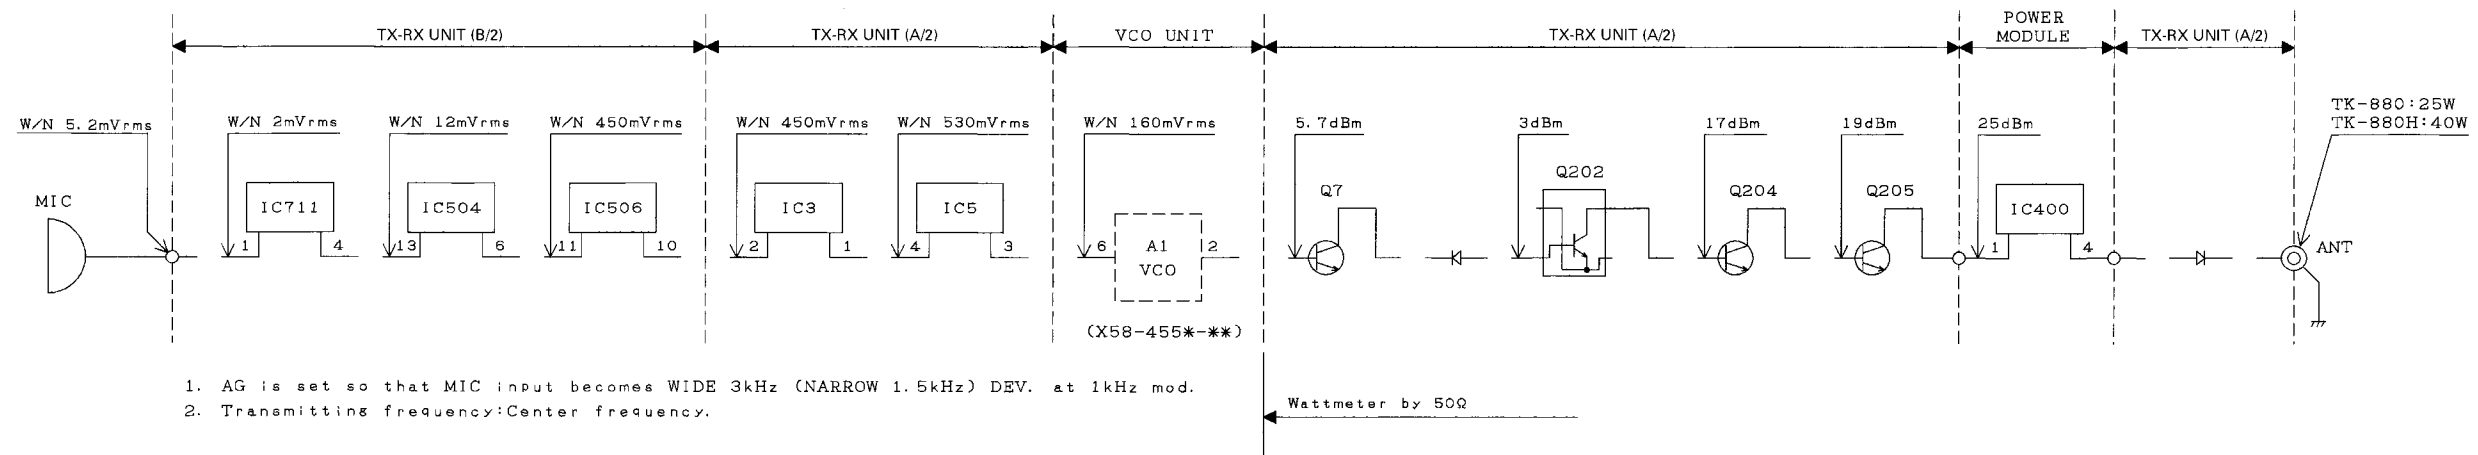 TX-RX UNIT (B/2)
TX-RX UNIT (A/2)
VCO UNIT
TX-RX UNIT (A/2)
POWER
MODULE
TX-RX UNIT (A/2)
W/N 5.2mVrms
W/N 2mVrms
W/N 12mVrms
W/N 450mVrms
W/N 450mVrms
W/N 530mVrms
W/N 160mVrms
5.7dBm
3dBm
17dBm
19dBm
25dBm
TK-880:25W
TK-880H:40W
MIC
IC711
1
4
IC504
13
6
IC506
11
10
IC3
2
1
IC5
4
3
A1
VCO
6
2
(X58-455*-**)
Q7
Q202
Q204
Q205
IC400
1
4
ANT
1. AG is set so that MIC input becomes WIDE 3kHz (NARROW 1.5kHz) DEV. at 1kHz mod.
2. Transmitting frequency:Center frequency.
Wattmeter by 50Ω